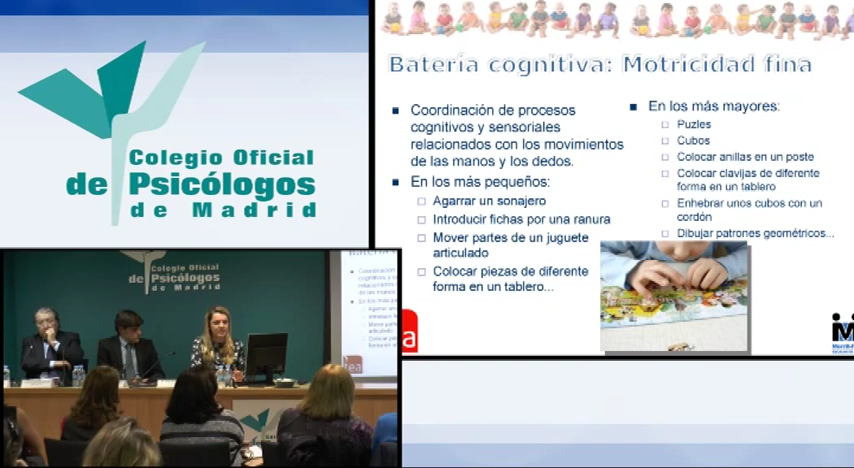 Colegio Oficial
de Psicólogos
de Madrid
Batería cognitiva: Motricidad fina
Coordinación de procesos
cognitivos y sensoriales
relacionados con los movimientos
de las manos y los dedos.
En los más pequeños:
Agarrar un sonajero
Introducir fichas por una ranura
Mover partes de un juguete
articulado
Colocar piezas de diferente
forma en un tablero...
En los más mayores:
Puzles
Cubos
Colocar anillas en un poste
Colocar clavijas de diferente
forma en un tablero
Enhebrar unos cubos con un
cordón
Dibujar patrones geométricos...
Colegio Oficial
de Psicólogos
de Madrid
tea